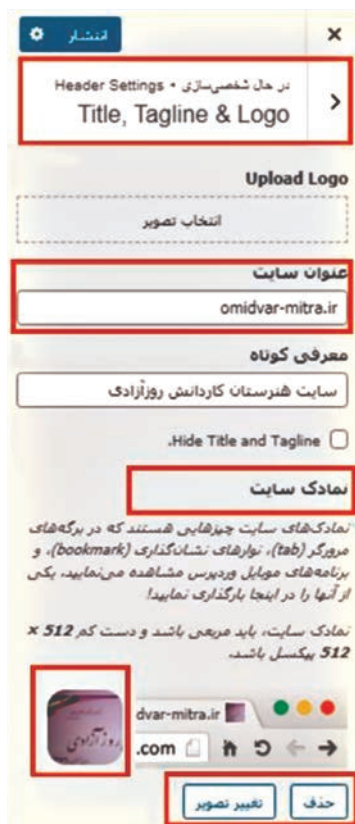 انتشار
در حال شخصی‌سازی • Header Settings
Title, Tagline & Logo
Upload Logo
انتخاب تصویر
عنوان سایت
omidvar-mitra.ir
معرفی کوتاه
سایت هنرستان کاردانش روزآزادی
Hide Title and Tagline.
نمادک سایت
نمادک‌های سایت چیزهایی هستند که در برگه‌های
مرورگر (tab)، نوارهای نشان‌گذاری (bookmark)، و
برنامه‌های موبایل وردپرس مشاهده می‌نمایید، یکی
از آنها را در اینجا بارگذاری نمایید!
نمادک سایت، باید مربعی باشد و دست کم 512 ×
512 پیکسل باشد.
dvar-mitra.ir
روز آزادی
.com
حذف
تغییر تصویر